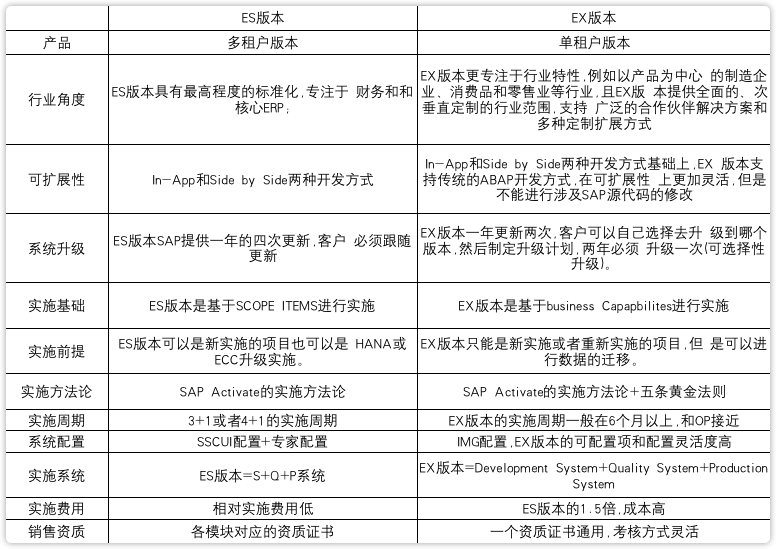 ES版本 EX版本
产品 多租户版本 单租户版本
行业角度
ES版本具有最高程度的标准化,专注于 财务和和
核心ERP;
EX版本更专注于行业特性,例如以产品为中心 的制造企
业、消费品和零售业等行业,且EX版 本提供全面的、次
垂直定制的行业范围,支持 广泛的合作伙伴解决方案和
多种定制扩展方式
可扩展性
In-App和Side by Side两种开发方式
In-App和Side by Side两种开发方式基础上,EX 版本支
持传统的ABAP开发方式,在可扩展性 上更加灵活,但是
不能进行涉及SAP源代码的修改
系统升级
ES版本SAP提供一年的四次更新,客户 必须跟随
更新
EX版本一年更新两次,客户可以自己选择去升 级到哪个
版本,然后制定升级计划,两年必须 升级一次(可选择性
升级)。
实施基础 ES版本是基于SCOPE ITEMS进行实施 EX版本是基于business Capapbilites进行实施
实施前提
ES版本可以是新实施的项目也可以是 HANA或
ECC升级实施。
EX版本只能是新实施或者重新实施的项目,但 是可以进
行数据的迁移。
实施方法论 SAP Activate的实施方法论 SAP Activate的实施方法论+五条黄金法则
实施周期 3+1或者4+1的实施周期 EX版本的实施周期一般在6个月以上,和OP接近
系统配置 SSCUI配置+专家配置 IMG配置,EX版本的可配置项和配置灵活度高
实施系统
ES版本=S+Q+P系统
EX版本=Development System+Quality System+Production
System
实施费用 相对实施费用低 ES版本的1.5倍,成本高
销售资质 各模块对应的资质证书 一个资质证书通用,考核方式灵活